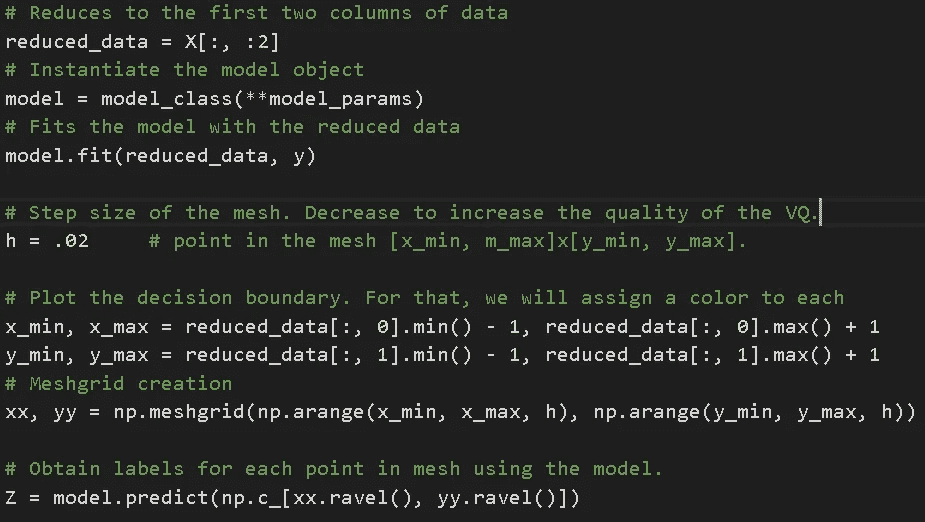 # Reduces to the first two columns of data
reduced_data = X[:, :2]
# Instantiate the model object
model = model_class(**model_params)
# Fits the model with the reduced data
model.fit(reduced_data, y)
# Step size of the mesh. Decrease to increase the quality of the VQ.
h = .02     # point in the mesh [x_min, m_max]x[y_min, y_max].
# Plot the decision boundary. For that, we will assign a color to each
x_min, x_max = reduced_data[:, 0].min() - 1, reduced_data[:, 0].max() + 1
y_min, y_max = reduced_data[:, 1].min() - 1, reduced_data[:, 1].max() + 1
# Meshgrid creation
xx, yy = np.meshgrid(np.arange(x_min, x_max, h), np.arange(y_min, y_max, h))
# Obtain labels for each point in mesh using the model.
Z = model.predict(np.c_[xx.ravel(), yy.ravel()])